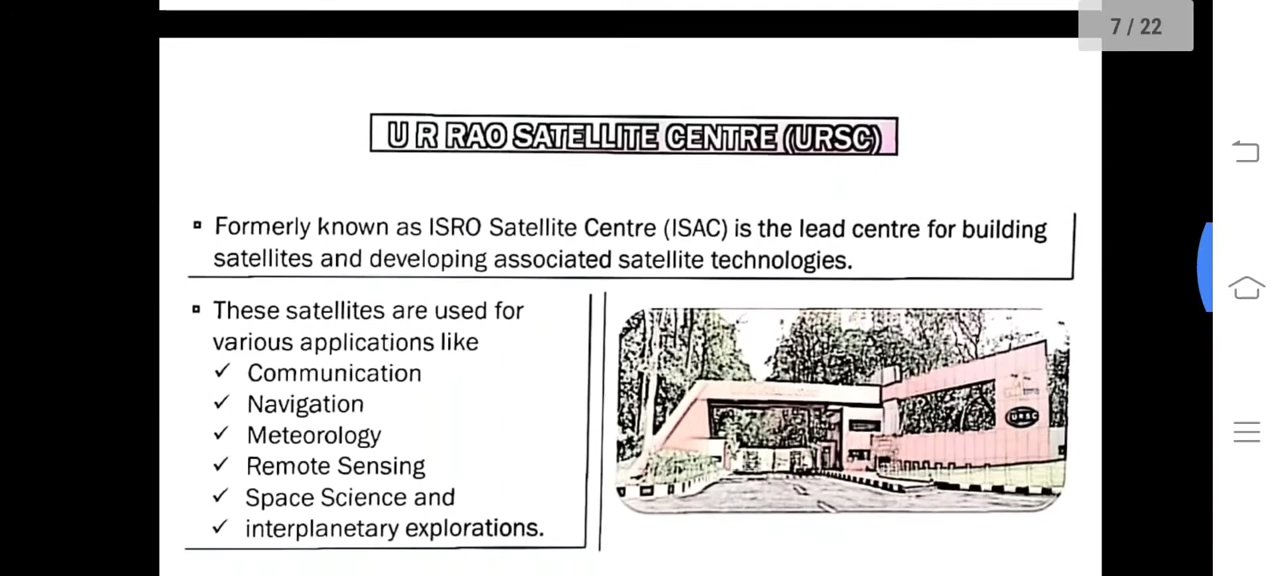 7 / 22
U R RAO SATELLITE CENTRE (URSC)
Formerly known as ISRO Satellite Centre (ISAC) is the lead centre for building
satellites and developing associated satellite technologies.
These satellites are used for
various applications like
✓ Communication
✓ Navigation
✓ Meteorology
✓ Remote Sensing
✓ Space Science and
✓ interplanetary explorations.